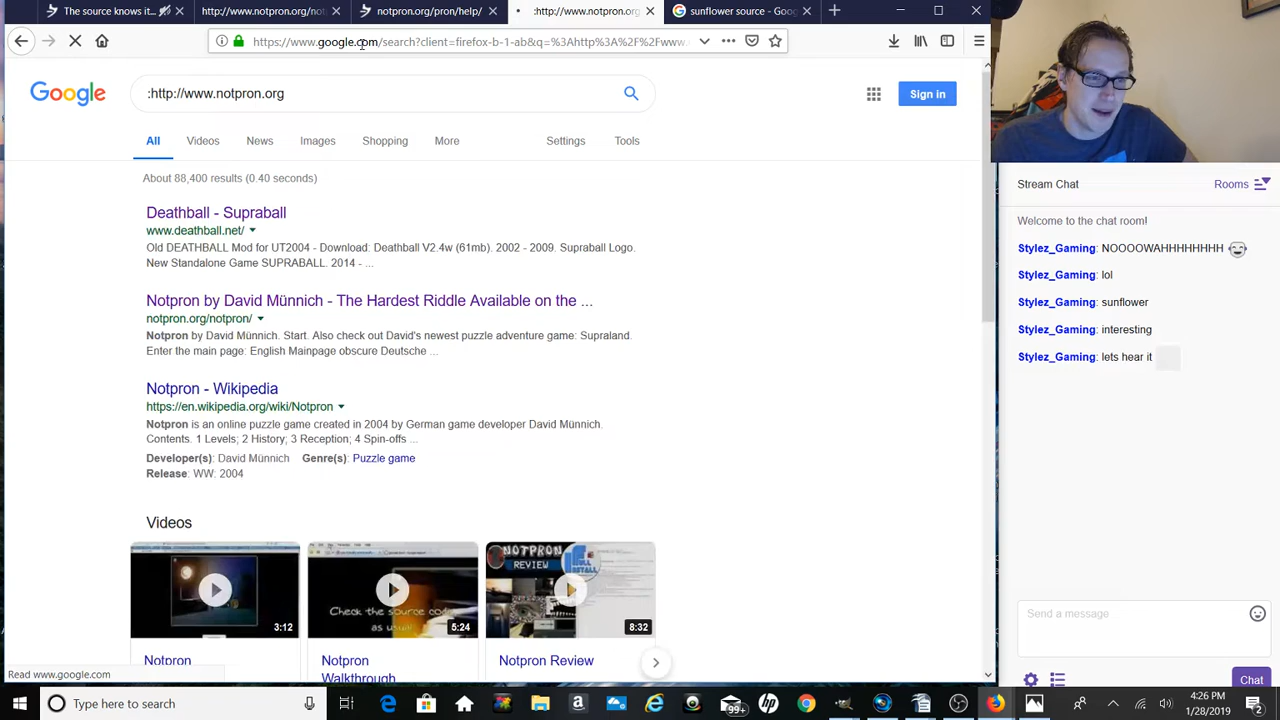 The source knows it...
http://www.notpron.org/not
notpron.org/pron/help/
:http://www.notpron.org...
sunflower source - Goo
https://www.google.com/search?client=firefox-b-1-ab&q=%3Ahttp%3A%2F%2Fwww.
Google
:http://www.notpron.org
Sign in
All Videos News Images Shopping More Settings Tools
About 88,400 results (0.40 seconds)
Deathball - Supraball
www.deathball.net/
Old DEATHBALL Mod for UT2004 - Download: Deathball V2.4w (61mb). 2002 - 2009. Supraball Logo.
New Standalone Game SUPRABALL. 2014 - ...
Notpron by David Münnich - The Hardest Riddle Available on the ...
notpron.org/notpron/
Notpron by David Münnich. Start. Also check out David's newest puzzle adventure game: Supraland.
Enter the main page: English Mainpage obscure Deutsche ...
Notpron - Wikipedia
https://en.wikipedia.org/wiki/Notpron
Notpron is an online puzzle game created in 2004 by German game developer David Münnich.
Contents. 1 Levels; 2 History; 3 Reception; 4 Spin-offs ...
Developer(s): David Münnich Genre(s): Puzzle game
Release: WW: 2004
Videos
3:12
Check the source code
as usual
5:24
NOTPRON
REVIEW
8:32
Notpron
Notpron
Walkthrough
Notpron Review
Read www.google.com
Stream Chat
Rooms
Welcome to the chat room!
Stylez_Gaming: NOOOOWAHHHHHHHH
Stylez_Gaming: lol
Stylez_Gaming: sunflower
Stylez_Gaming: interesting
Stylez_Gaming: lets hear it
Send a message
Chat
Type here to search
99+
4:26 PM
1/28/2019